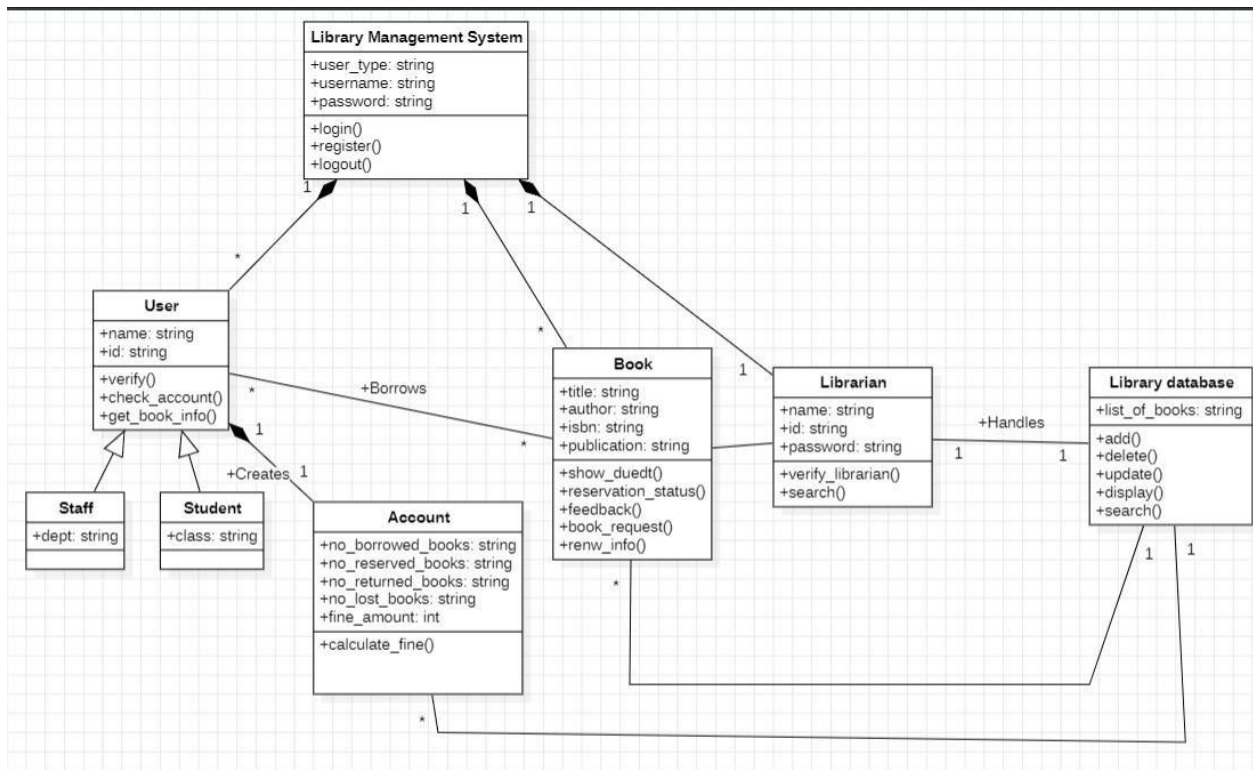 Library Management System
+user_type: string
+username: string
+password: string
+login()
+register()
+logout()
1
1
1
*
*
1
User
+name: string
+id: string
+verify()
+check_account()
+get_book_info()
*
+Borrows
*
1
+Creates
1
Book
+title: string
+author: string
+isbn: string
+publication: string
+show_duedt()
+reservation_status()
+feedback()
+book_request()
+renw_info()
*
Librarian
+name: string
+id: string
+password: string
+verify_librarian()
+search()
+Handles
1
1
Library database
+list_of_books: string
+add()
+delete()
+update()
+display()
+search()
1
1
Staff
+dept: string
Student
+class: string
Account
+no_borrowed_books: string
+no_reserved_books: string
+no_returned_books: string
+no_lost_books: string
+fine_amount: int
+calculate_fine()
*